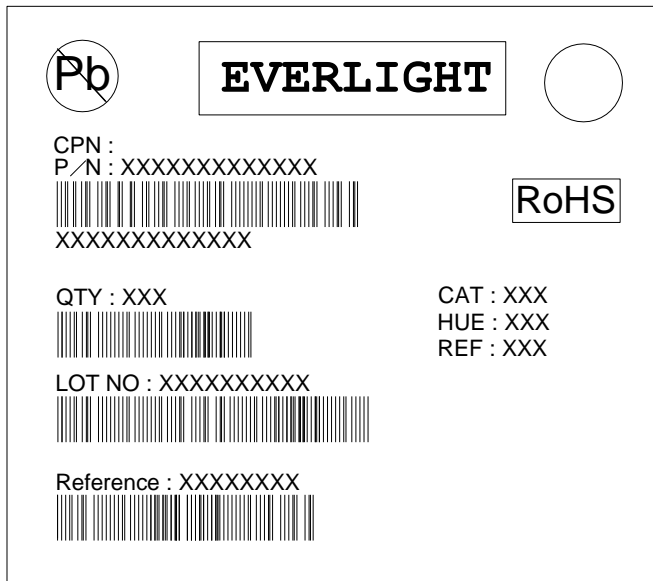 Pb
EVERLIGHT
CPN :
P/N : XXXXXXXXXXXXX
RoHS
XXXXXXXXXXXXX
QTY : XXX
CAT : XXX
HUE : XXX
REF : XXX
LOT NO : XXXXXXXXXX
Reference : XXXXXXXX